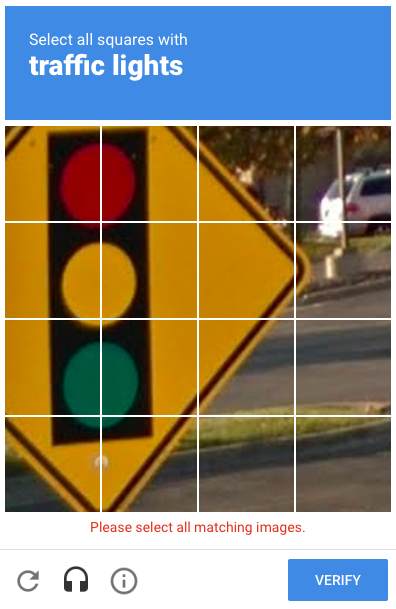 Select all squares with
traffic lights
Please select all matching images.
VERIFY